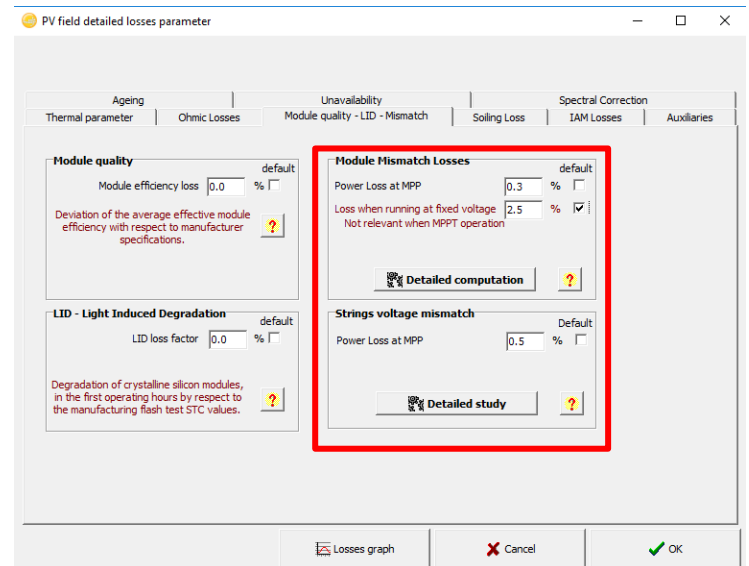 PV field detailed losses parameter
Ageing
Unavailability
Spectral Correction
Thermal parameter
Ohmic Losses
Module quality - LID - Mismatch
Soiling Loss
IAM Losses
Auxiliaries
Module quality
default
Module efficiency loss 0.0 %
Deviation of the average effective module
efficiency with respect to manufacturer
specifications.
?
Module Mismatch Losses
default
Power Loss at MPP 0.3 %
Loss when running at fixed voltage 2.5 %
Not relevant when MPPT operation
Detailed computation
?
LID - Light Induced Degradation
default
LID loss factor 0.0 %
Degradation of crystalline silicon modules,
in the first operating hours by respect to
the manufacturing flash test STC values.
?
Strings voltage mismatch
Default
Power Loss at MPP 0.5 %
Detailed study
?
Losses graph
Cancel
OK